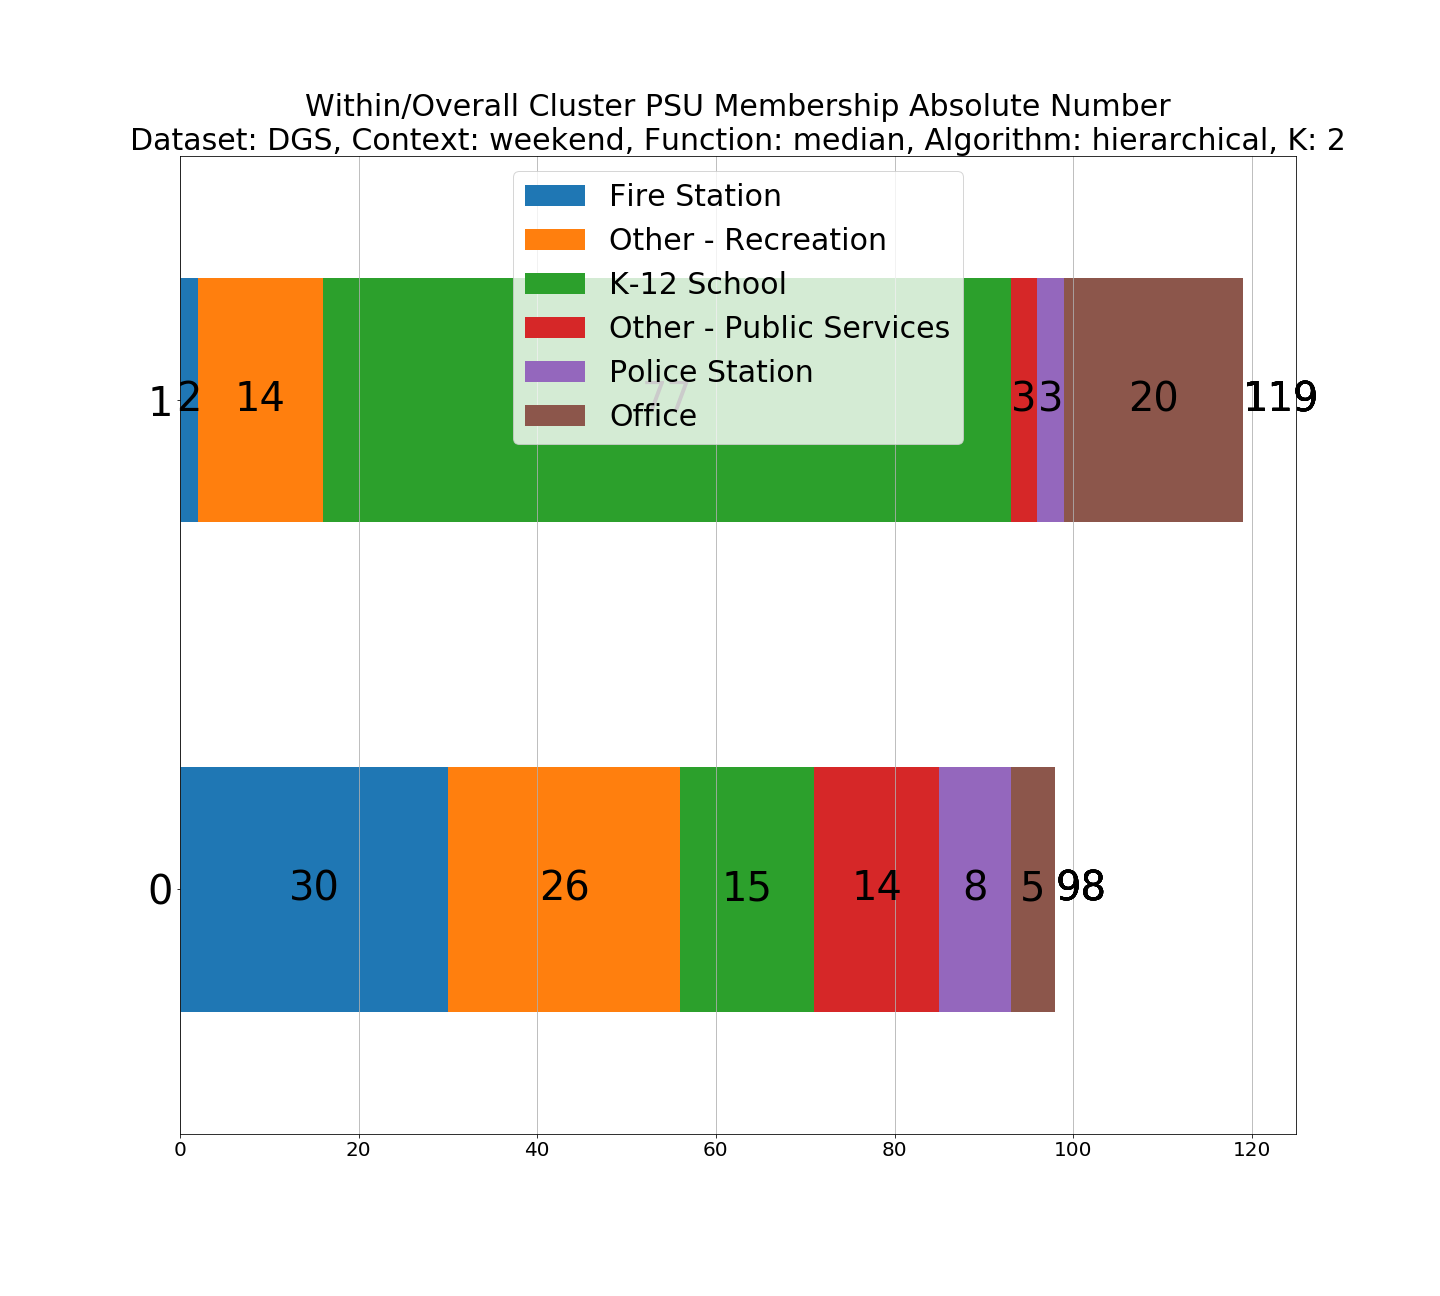 Within/Overall Cluster PSU Membership Absolute Number
Dataset: DGS, Context: weekend, Function: median, Algorithm: hierarchical, K: 2
Fire Station
Other - Recreation
K-12 School
Other - Public Services
Police Station
Office
1 2 14 77 3 3 20 119
0 30 26 15 14 8 5 98
0 20 40 60 80 100 120